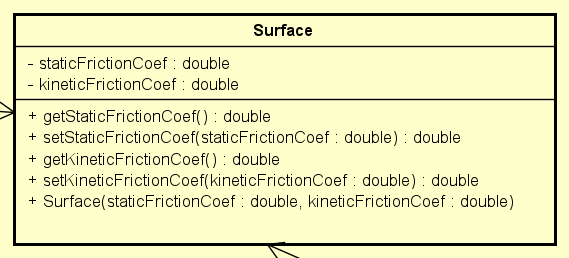 Surface
- staticFrictionCoef : double
- kineticFrictionCoef : double
+ getStaticFrictionCoef() : double
+ setStaticFrictionCoef(staticFrictionCoef : double) : double
+ getKineticFrictionCoef() : double
+ setKineticFrictionCoef(kineticFrictionCoef : double) : double
+ Surface(staticFrictionCoef : double, kineticFrictionCoef : double)